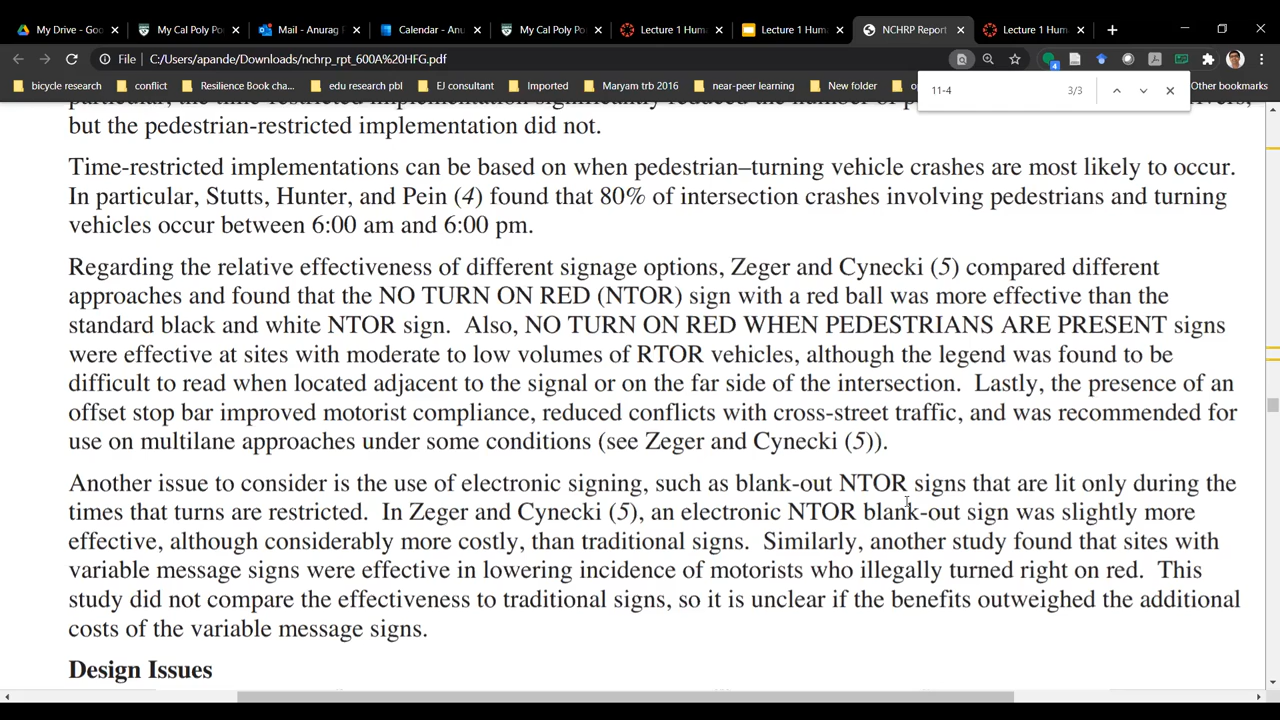 My Drive - Goo
My Cal Poly Po
Mail - Anurag
Calendar - Anu
My Cal Poly Po
Lecture 1 Hum
Lecture 1 Hum
NCHRP Report
Lecture 1 Hum
File
C:/Users/apande/Downloads/nchrp_rpt_600A%20HFG.pdf
4
bicycle research
conflict
Resilience Book cha...
edu research pbl
EJ consultant
Imported
Maryam trb 2016
near-peer learning
New folder
Other bookmarks
11-4
3/3
but the pedestrian-restricted implementation did not.
Time-restricted implementations can be based on when pedestrian–turning vehicle crashes are most likely to occur.
In particular, Stutts, Hunter, and Pein (4) found that 80% of intersection crashes involving pedestrians and turning
vehicles occur between 6:00 am and 6:00 pm.
Regarding the relative effectiveness of different signage options, Zeger and Cynecki (5) compared different
approaches and found that the NO TURN ON RED (NTOR) sign with a red ball was more effective than the
standard black and white NTOR sign. Also, NO TURN ON RED WHEN PEDESTRIANS ARE PRESENT signs
were effective at sites with moderate to low volumes of RTOR vehicles, although the legend was found to be
difficult to read when located adjacent to the signal or on the far side of the intersection. Lastly, the presence of an
offset stop bar improved motorist compliance, reduced conflicts with cross-street traffic, and was recommended for
use on multilane approaches under some conditions (see Zeger and Cynecki (5)).
Another issue to consider is the use of electronic signing, such as blank-out NTOR signs that are lit only during the
times that turns are restricted. In Zeger and Cynecki (5), an electronic NTOR blank-out sign was slightly more
effective, although considerably more costly, than traditional signs. Similarly, another study found that sites with
variable message signs were effective in lowering incidence of motorists who illegally turned right on red. This
study did not compare the effectiveness to traditional signs, so it is unclear if the benefits outweighed the additional
costs of the variable message signs.
Design Issues